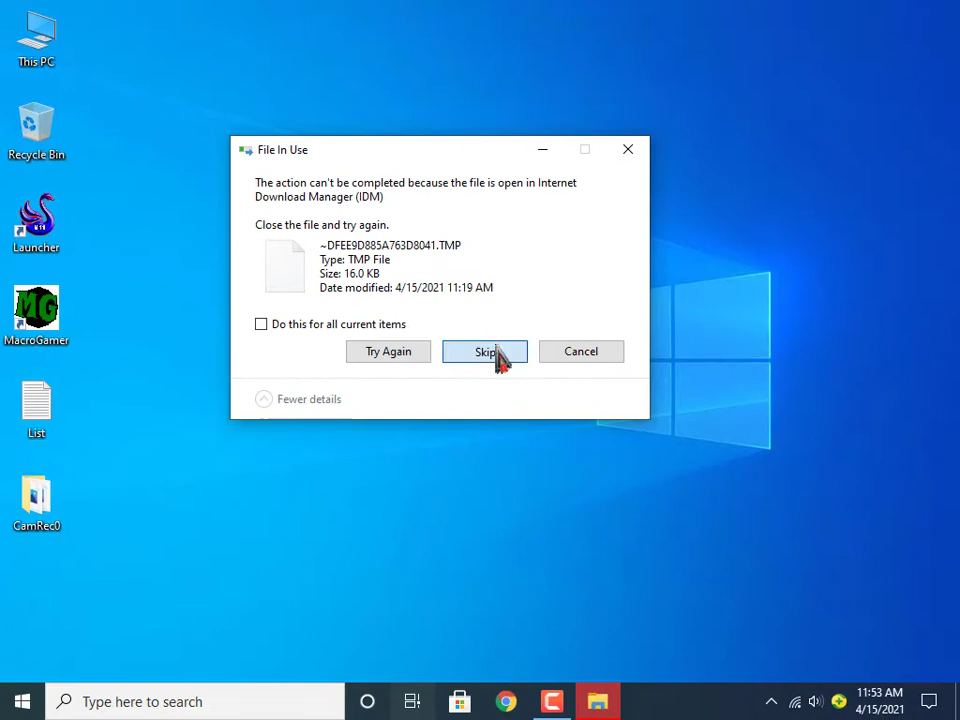 This PC
Recycle Bin
Launcher
MG
MacroGamer
List
CamRec0
File In Use
The action can't be completed because the file is open in Internet
Download Manager (IDM)
Close the file and try again.
~DFEE9D885A763D8041.TMP
Type: TMP File
Size: 16.0 KB
Date modified: 4/15/2021 11:19 AM
Do this for all current items
Try Again
Skip
Cancel
Fewer details
Type here to search
11:53 AM
4/15/2021